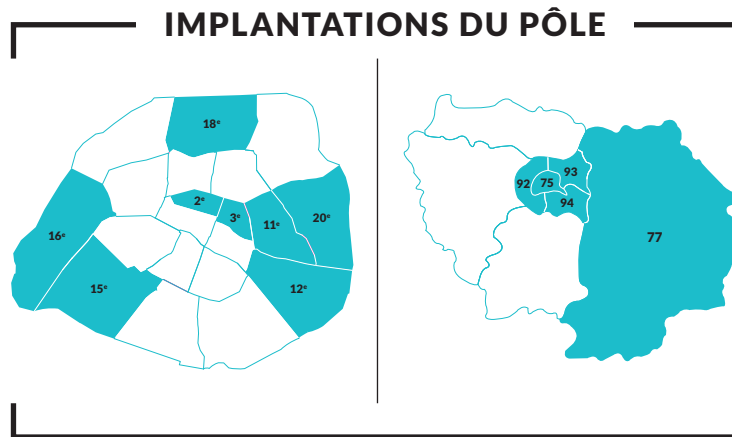 IMPLANTATIONS DU PÔLE
18e
2e
3e
11e
20e
16e
15e
12e
93
92
75
94
77